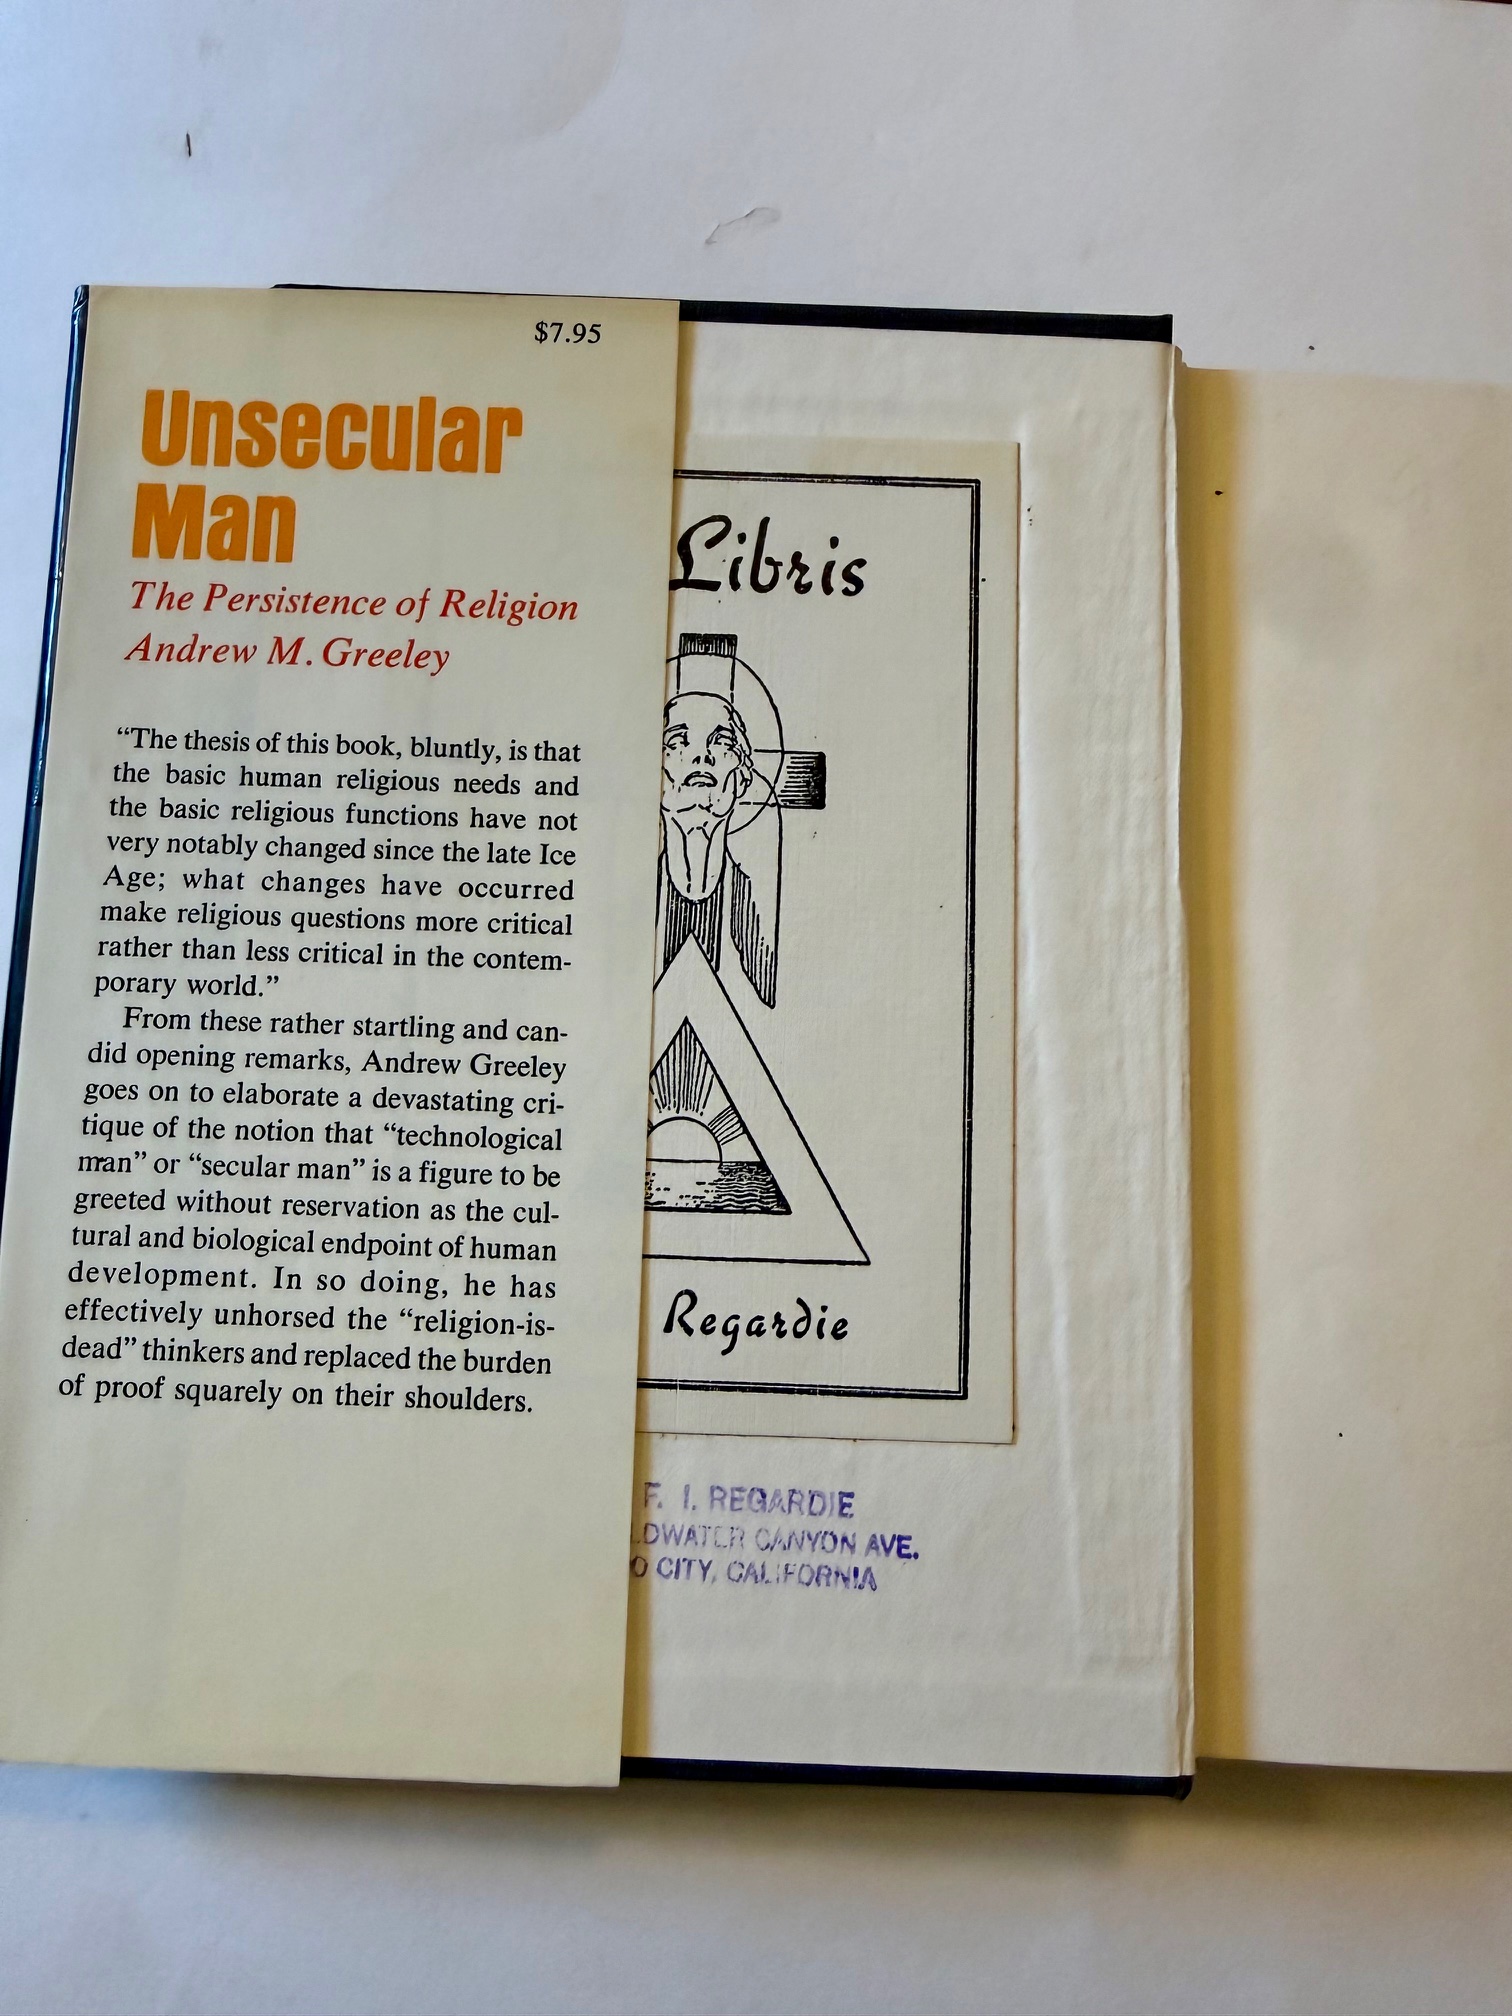 $7.95
Unsecular
Man
The Persistence of Religion
Andrew M. Greeley
“The thesis of this book, bluntly, is that
the basic human religious needs and
the basic religious functions have not
very notably changed since the late Ice
Age; what changes have occurred
make religious questions more critical
rather than less critical in the contem-
porary world.”
From these rather startling and can-
did opening remarks, Andrew Greeley
goes on to elaborate a devastating cri-
tique of the notion that “technological
man” or “secular man” is a figure to be
greeted without reservation as the cul-
tural and biological endpoint of human
development. In so doing, he has
effectively unhorsed the “religion-is-
dead” thinkers and replaced the burden
of proof squarely on their shoulders.
Libris
Regardie
F. I. REGARDIE
LDWATER CANYON AVE.
O CITY, CALIFORNIA